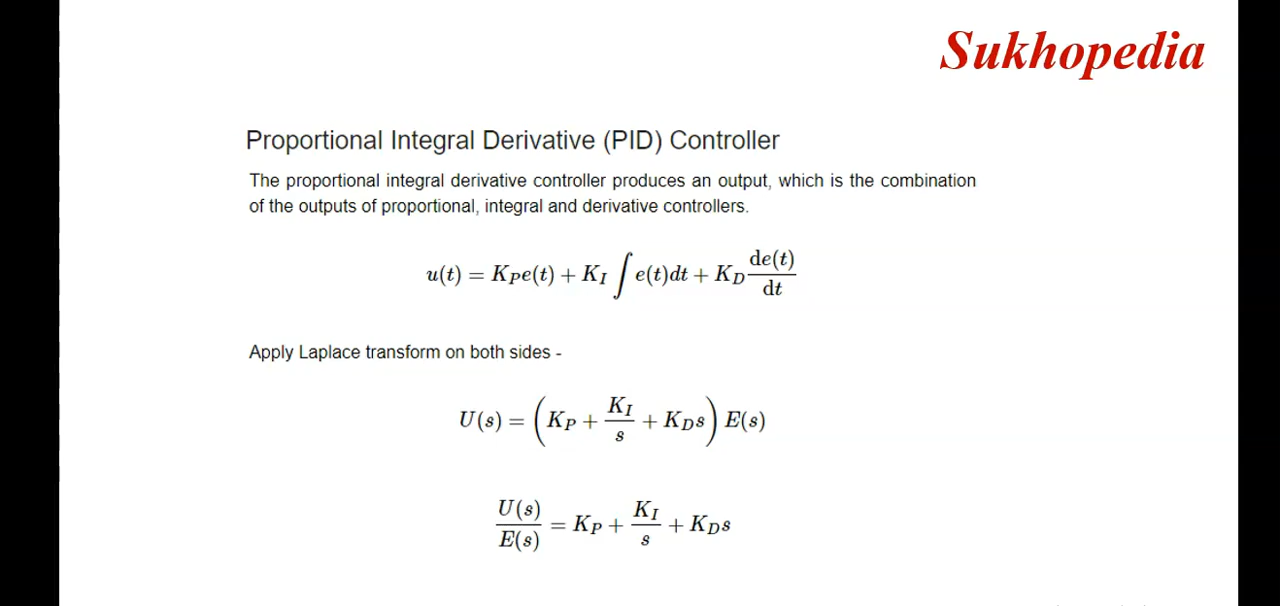 Sukhopedia
Proportional Integral Derivative (PID) Controller
The proportional integral derivative controller produces an output, which is the combination
of the outputs of proportional, integral and derivative controllers.
u(t) = K_P e(t) + K_I ∫ e(t)dt + K_D de(t)/dt
Apply Laplace transform on both sides -
U(s) = (K_P + K_I/s + K_D s) E(s)
U(s)/E(s) = K_P + K_I/s + K_D s